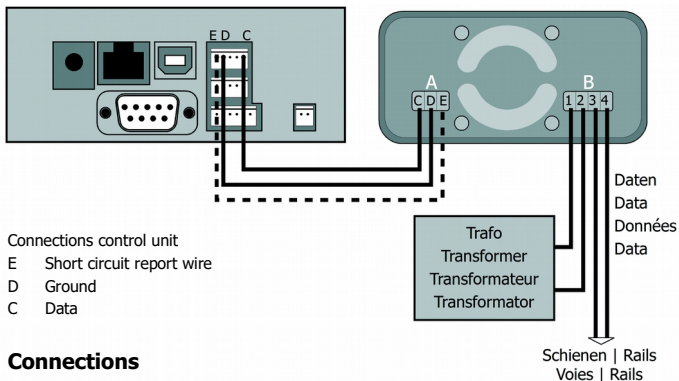 E D C
A
C D E
B
1 2 3 4
Daten
Data
Données
Data
Trafo
Transformer
Transformateur
Transformator
Connections control unit
E Short circuit report wire
D Ground
C Data
Connections
Schienen | Rails
Voies | Rails